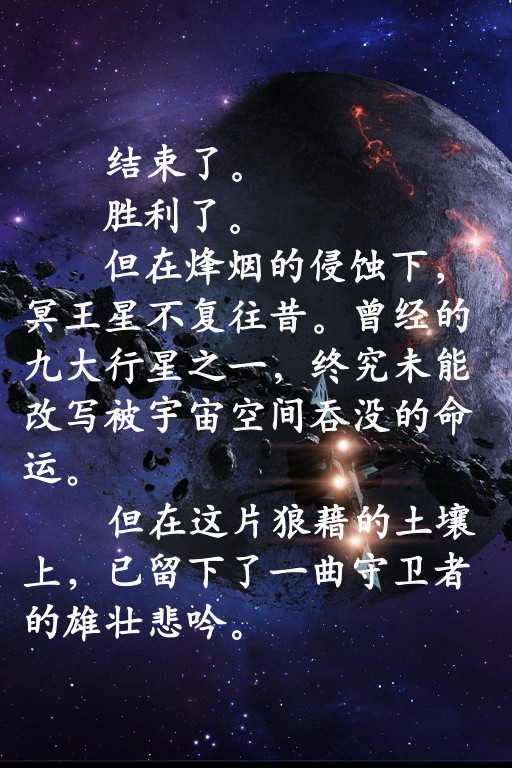 结束了。
胜利了。
但在烽烟的侵蚀下，
冥王星不复往昔。曾经的
九大行星之一，终究未能
改写被宇宙空间吞没的命
运。
但在这片狼藉的土壤
上，已留下了一曲守卫者
的雄壮悲吟。